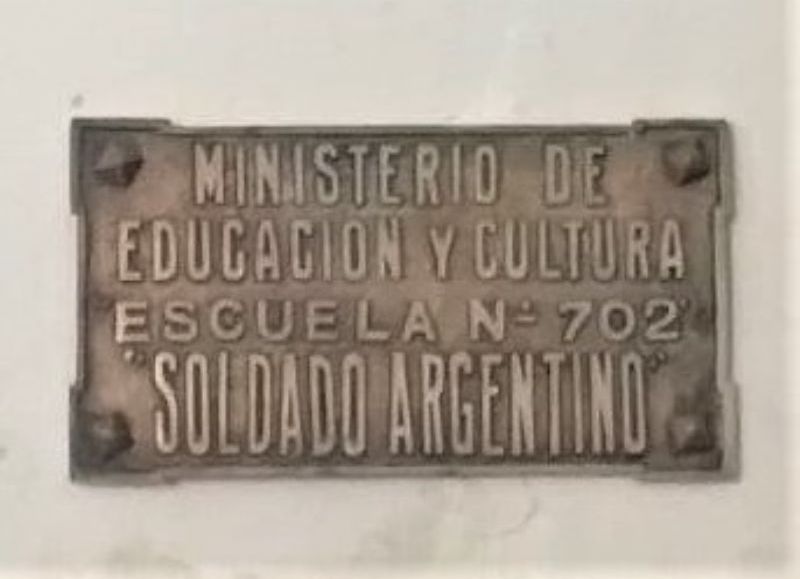 MINISTERIO DE
EDUCACION Y CULTURA
ESCUELA Nº 702
"SOLDADO ARGENTINO"